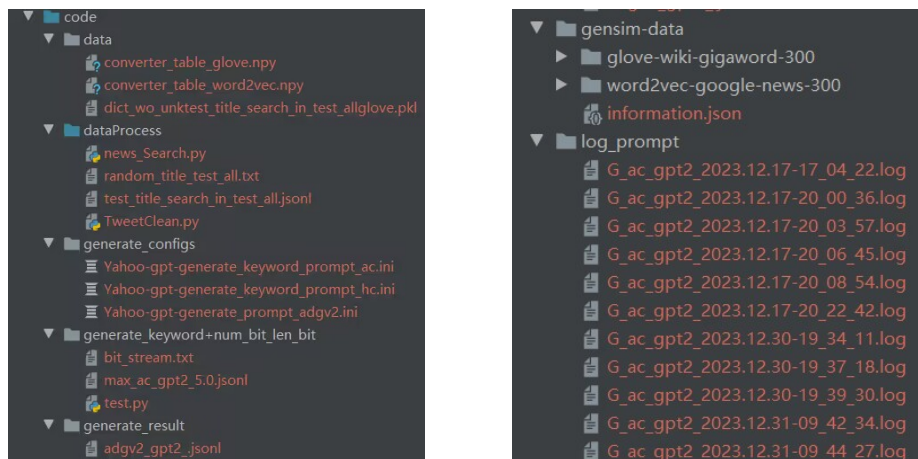 code
data
converter_table_glove.npy
converter_table_word2vec.npy
dict_wo_unktest_title_search_in_test_allglove.pkl
dataProcess
news_Search.py
random_title_test_all.txt
test_title_search_in_test_all.jsonl
TweetClean.py
generate_configs
Yahoo-gpt-generate_keyword_prompt_ac.ini
Yahoo-gpt-generate_keyword_prompt_hc.ini
Yahoo-gpt-generate_prompt_adgv2.ini
generate_keyword+num_bit_len_bit
bit_stream.txt
max_ac_gpt2_5.0.jsonl
test.py
generate_result
adgv2_gpt2_.jsonl
gensim-data
glove-wiki-gigaword-300
word2vec-google-news-300
information.json
log_prompt
G_ac_gpt2_2023.12.17-17_04_22.log
G_ac_gpt2_2023.12.17-20_00_36.log
G_ac_gpt2_2023.12.17-20_03_57.log
G_ac_gpt2_2023.12.17-20_06_45.log
G_ac_gpt2_2023.12.17-20_08_54.log
G_ac_gpt2_2023.12.17-20_22_42.log
G_ac_gpt2_2023.12.30-19_34_11.log
G_ac_gpt2_2023.12.30-19_37_18.log
G_ac_gpt2_2023.12.30-19_39_30.log
G_ac_gpt2_2023.12.31-09_42_34.log
G_ac_gpt2_2023.12.31-09_44_27.log